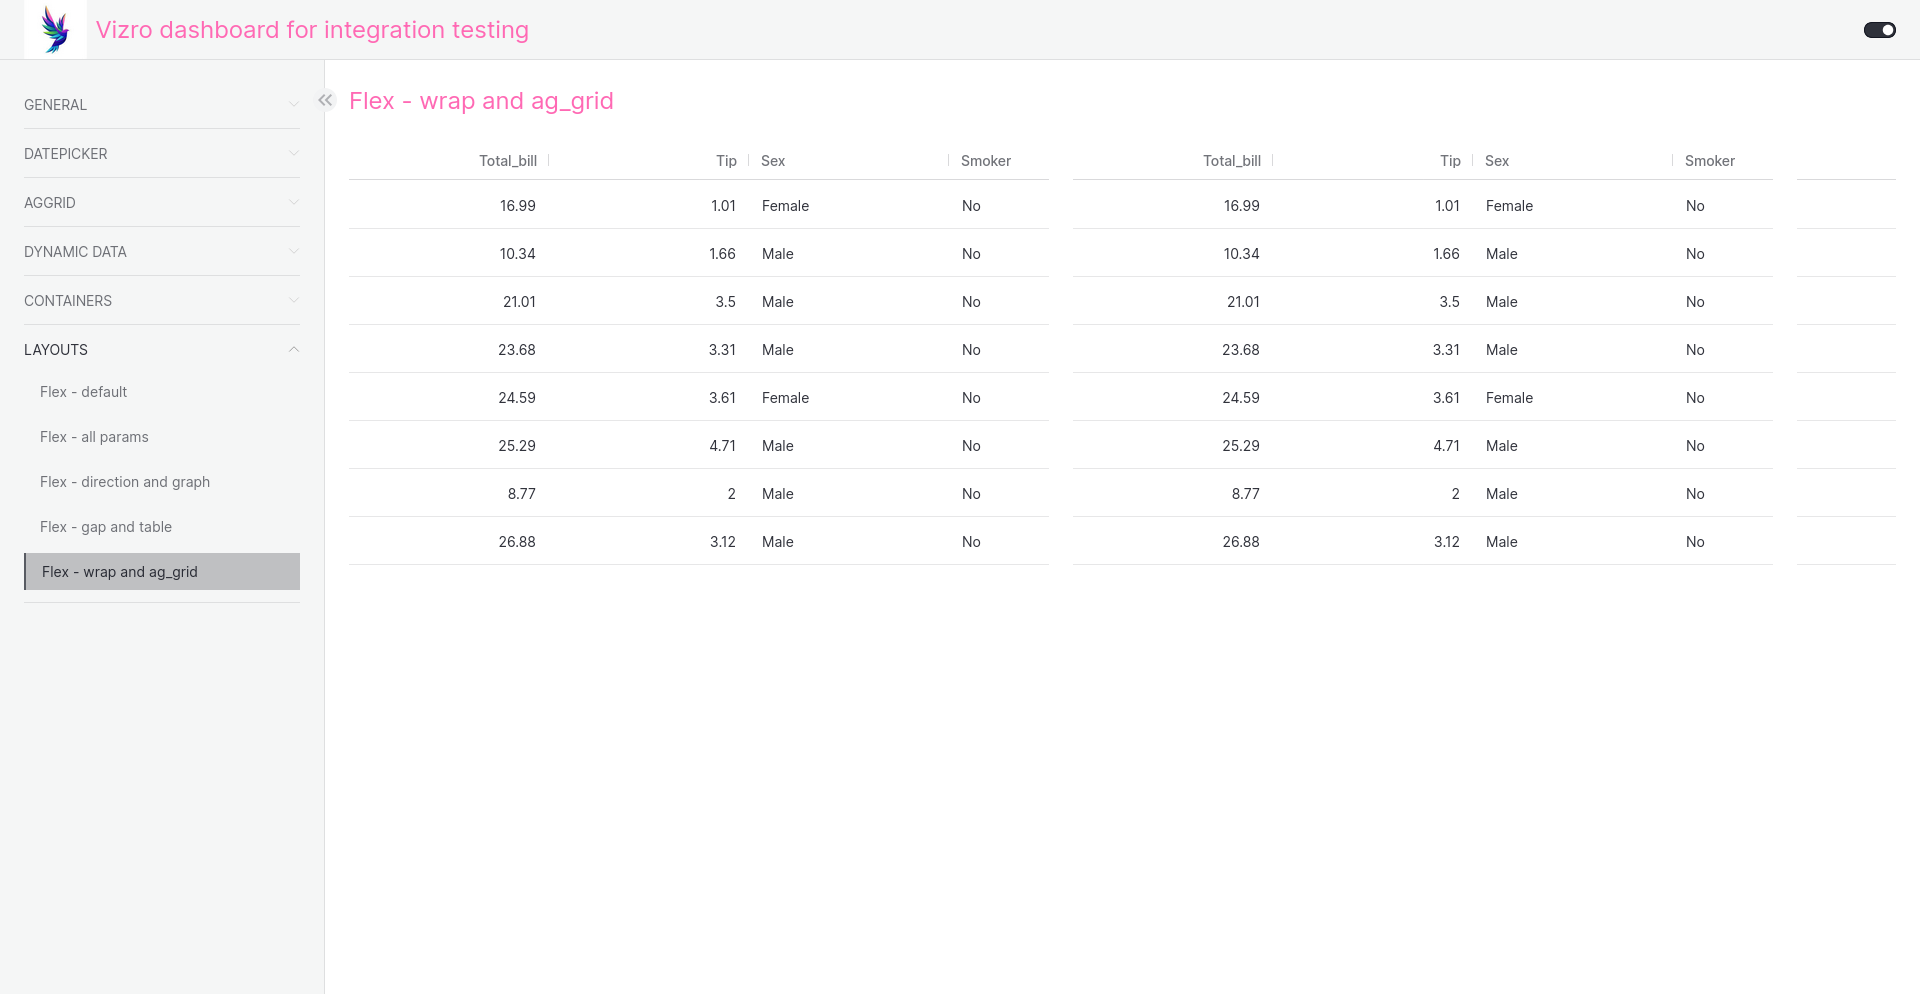 Vizro dashboard for integration testing
GENERAL
DATEPICKER
AGGRID
DYNAMIC DATA
CONTAINERS
LAYOUTS
Flex - default
Flex - all params
Flex - direction and graph
Flex - gap and table
Flex - wrap and ag_grid
Flex - wrap and ag_grid
Total_bill Tip Sex Smoker Total_bill Tip Sex Smoker
16.99 1.01 Female No 16.99 1.01 Female No
10.34 1.66 Male No 10.34 1.66 Male No
21.01 3.5 Male No 21.01 3.5 Male No
23.68 3.31 Male No 23.68 3.31 Male No
24.59 3.61 Female No 24.59 3.61 Female No
25.29 4.71 Male No 25.29 4.71 Male No
8.77 2 Male No 8.77 2 Male No
26.88 3.12 Male No 26.88 3.12 Male No